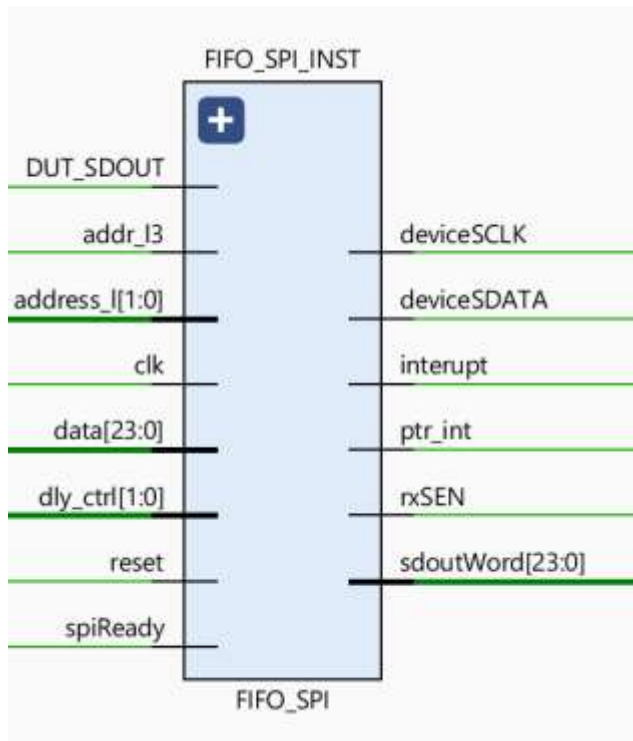 FIFO_SPI_INST
DUT_SDOUT
addr_l3
deviceSCLK
address_l[1:0]
deviceSDATA
clk
interupt
data[23:0]
ptr_int
dly_ctrl[1:0]
rxSEN
reset
sdoutWord[23:0]
spiReady
FIFO_SPI